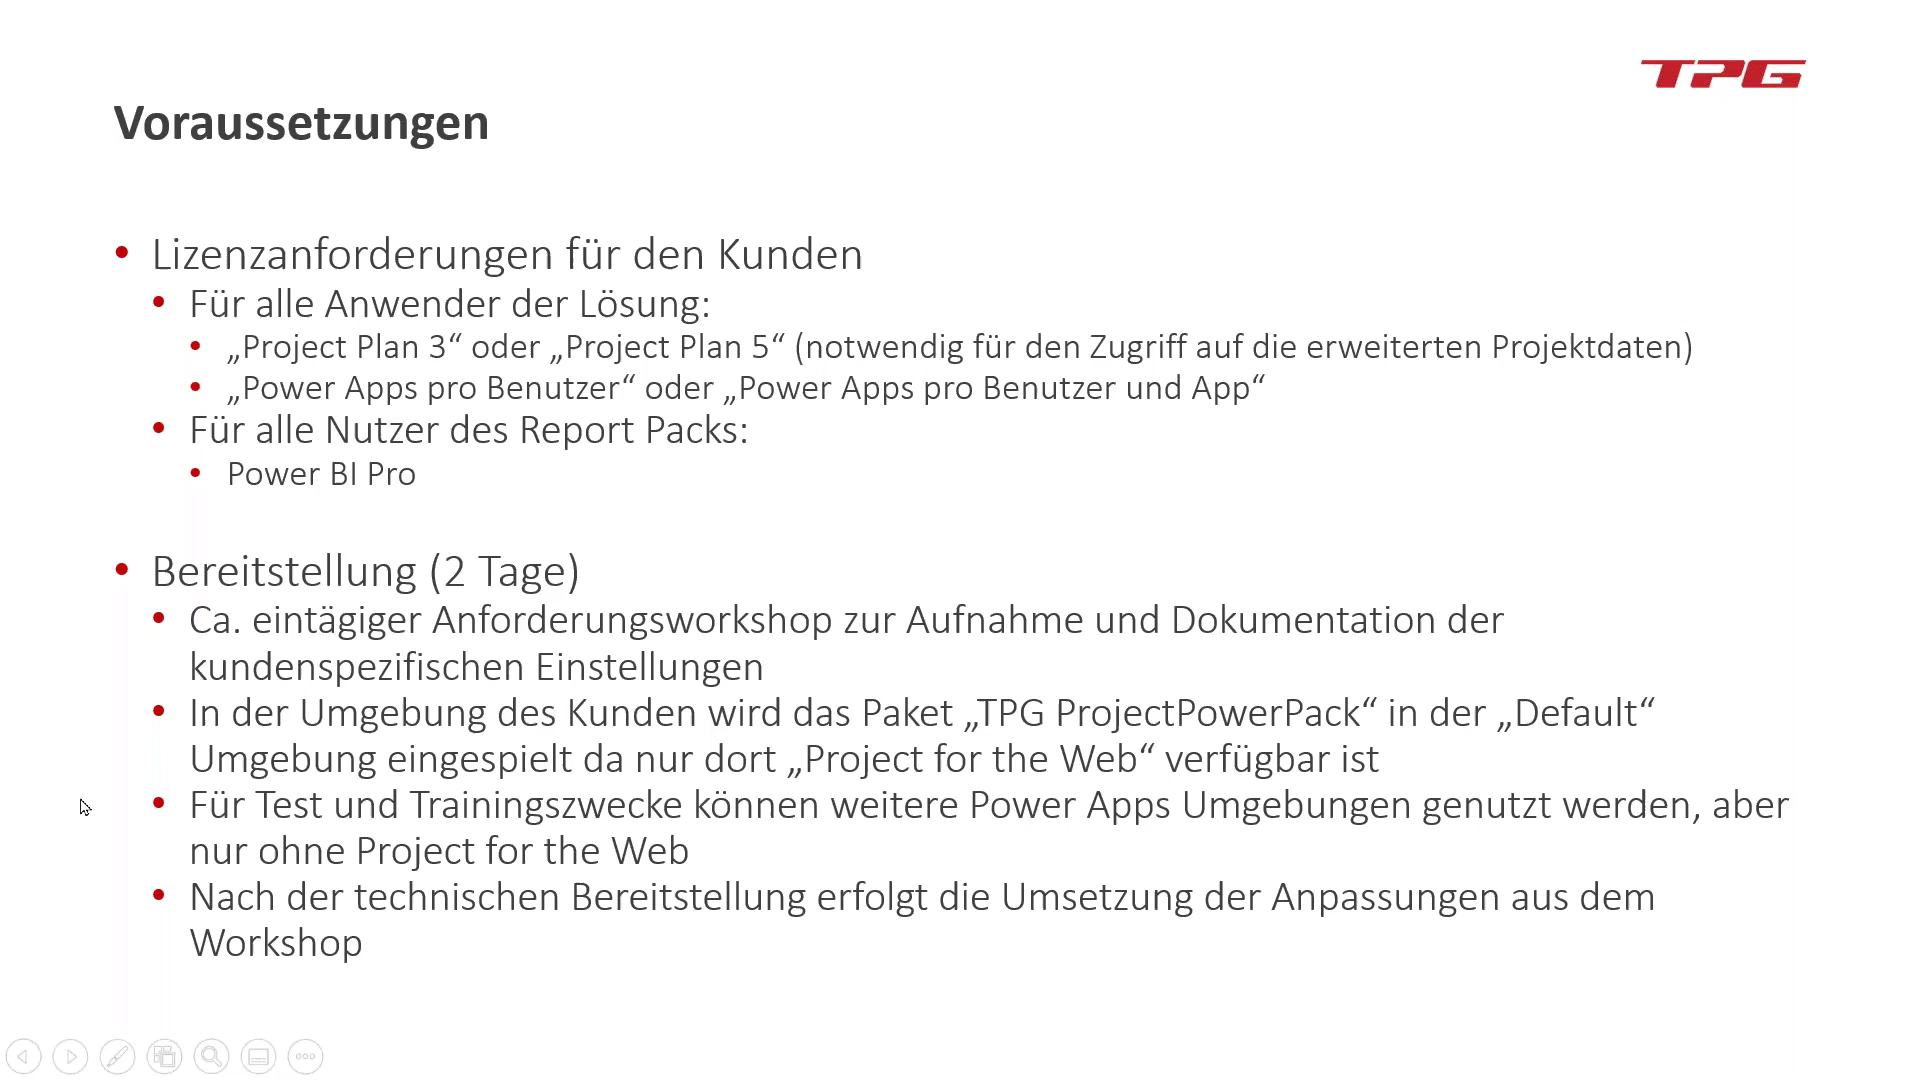 TPG
Voraussetzungen
• Lizenzanforderungen für den Kunden
• Für alle Anwender der Lösung:
• „Project Plan 3“ oder „Project Plan 5“ (notwendig für den Zugriff auf die erweiterten Projektdaten)
• „Power Apps pro Benutzer“ oder „Power Apps pro Benutzer und App“
• Für alle Nutzer des Report Packs:
• Power BI Pro
• Bereitstellung (2 Tage)
• Ca. eintägiger Anforderungsworkshop zur Aufnahme und Dokumentation der
kundenspezifischen Einstellungen
• In der Umgebung des Kunden wird das Paket „TPG ProjectPowerPack“ in der „Default“
Umgebung eingespielt da nur dort „Project for the Web“ verfügbar ist
• Für Test und Trainingszwecke können weitere Power Apps Umgebungen genutzt werden, aber
nur ohne Project for the Web
• Nach der technischen Bereitstellung erfolgt die Umsetzung der Anpassungen aus dem
Workshop